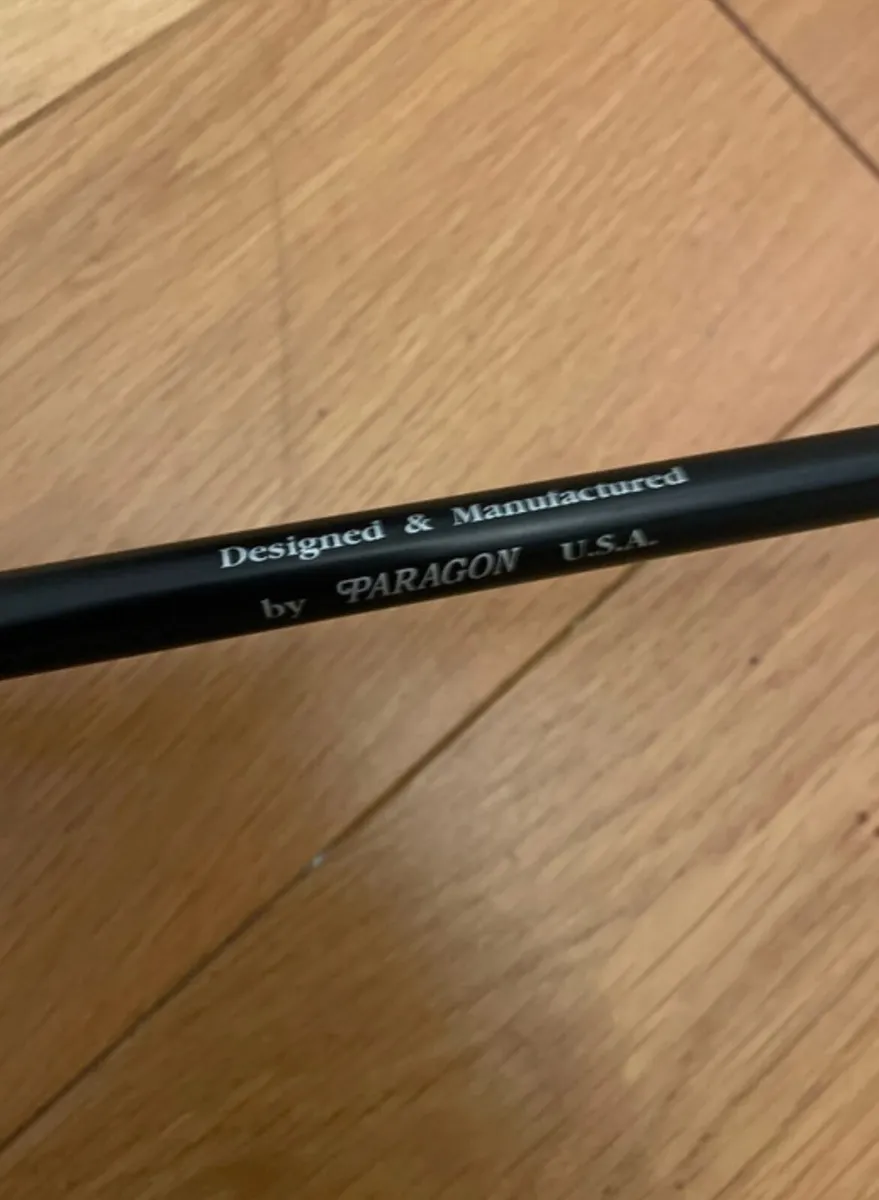 Designed & Manufactured
by PARAGON U.S.A.